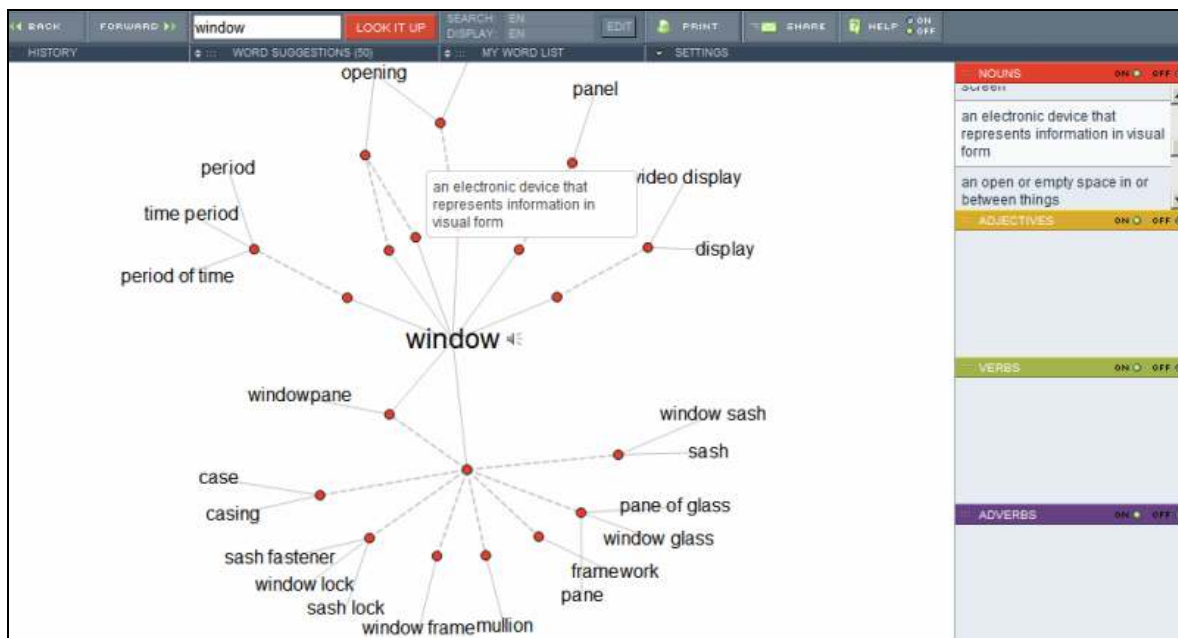 BACK FORWARD window LOOK IT UP SEARCH: EN EDIT PRINT SHARE HELP ON
DISPLAY: EN OFF
HISTORY WORD SUGGESTIONS (50) MY WORD LIST SETTINGS
opening
panel
period
video display
time period
display
period of time
an electronic device that
represents information in
visual form
window
windowpane
window sash
sash
case
casing
pane of glass
window glass
sash fastener
window lock
sash lock
framework
pane
window frame
mullion
NOUNS ON OFF
screen
an electronic device that
represents information in visual
form
an open or empty space in or
between things
ADJECTIVES ON OFF
VERBS ON OFF
ADVERBS ON OFF